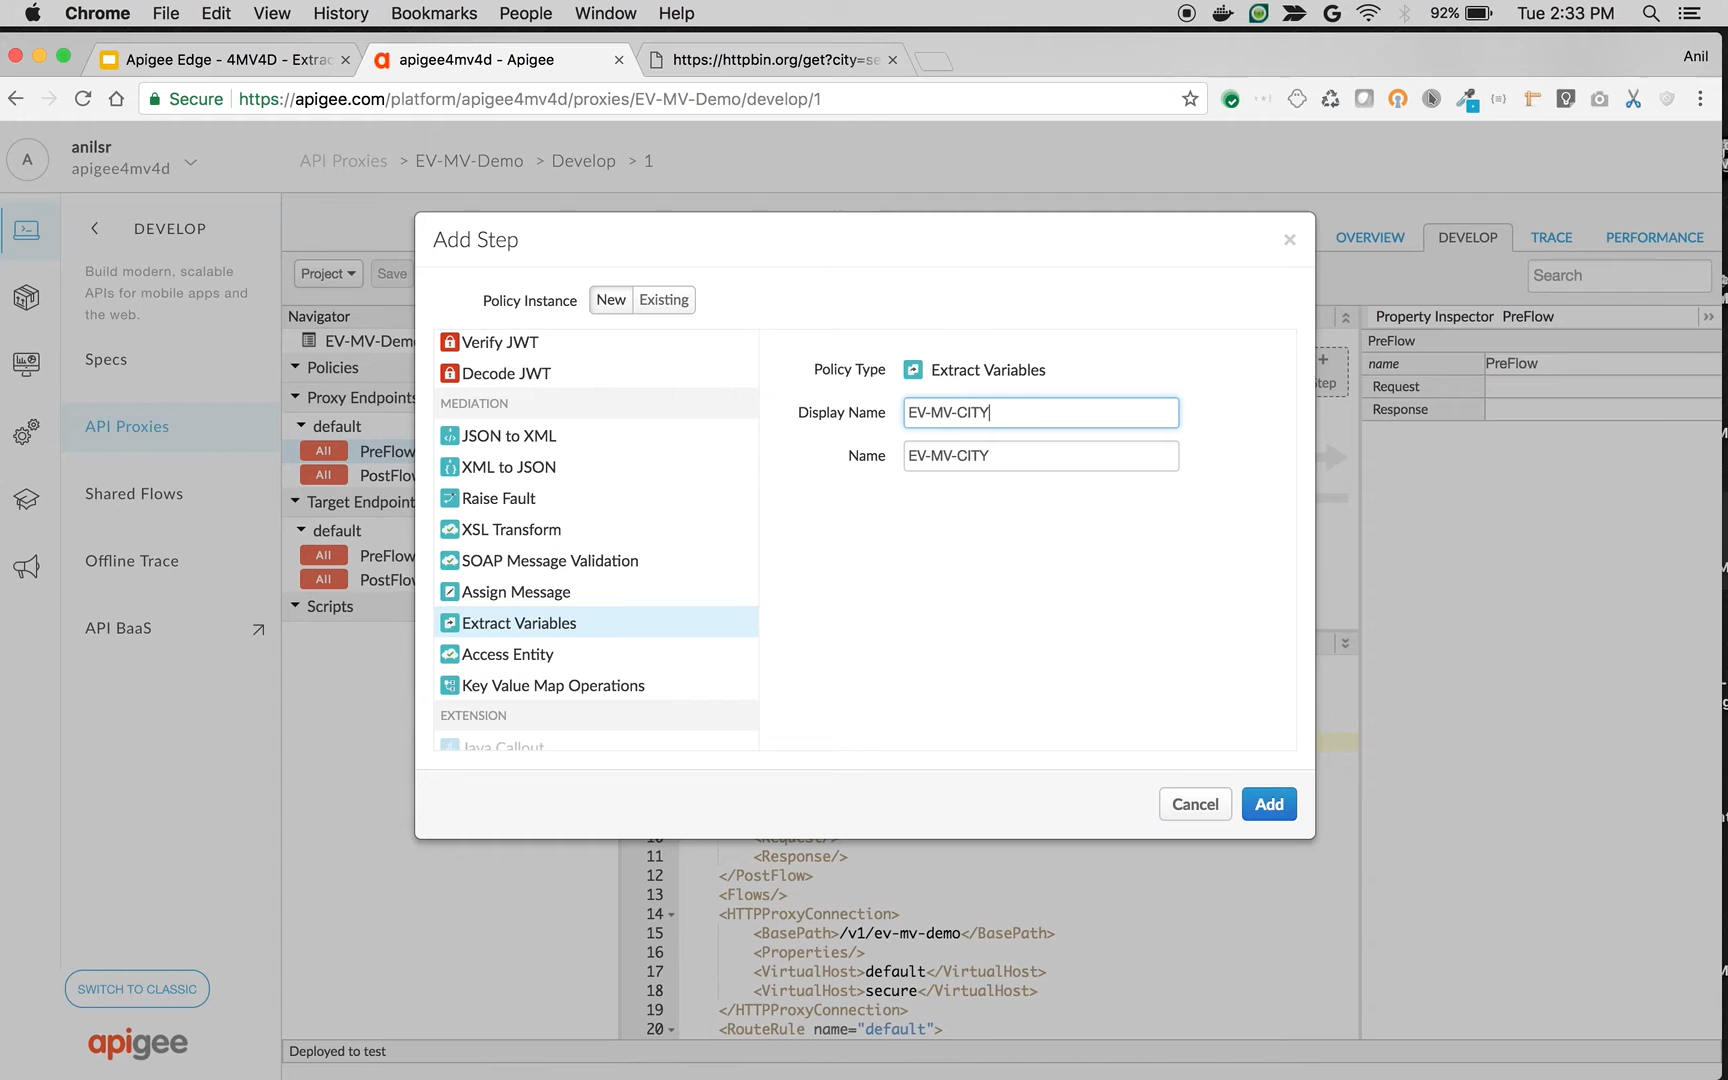 Chrome File Edit View History Bookmarks People Window Help
92% Tue 2:33 PM
Apigee Edge - 4MV4D - Extrac
apigee4mv4d - Apigee
https://httpbin.org/get?city=se
Anil
Secure https://apigee.com/platform/apigee4mv4d/proxies/EV-MV-Demo/develop/1
A
anilsr
apigee4mv4d
API Proxies > EV-MV-Demo > Develop > 1
DEVELOP
Build modern, scalable
APIs for mobile apps and
the web.
Specs
API Proxies
Shared Flows
Offline Trace
API BaaS
SWITCH TO CLASSIC
apigee
OVERVIEW DEVELOP TRACE PERFORMANCE
Project Save
Search
Navigator
EV-MV-Demo
Policies
Proxy Endpoints
default
All PreFlow
All PostFlow
Target Endpoint
default
All PreFlow
All PostFlow
Scripts
Add Step
×
Policy Instance New Existing
Verify JWT
Decode JWT
MEDIATION
JSON to XML
XML to JSON
Raise Fault
XSL Transform
SOAP Message Validation
Assign Message
Extract Variables
Access Entity
Key Value Map Operations
EXTENSION
Java Callout
Policy Type Extract Variables
Display Name EV-MV-CITY
Name EV-MV-CITY
Cancel Add
Property Inspector PreFlow
PreFlow
name PreFlow
Request
Response
+
Step
10 <Request/>
11 <Response/>
12 </PostFlow>
13 <Flows/>
14 <HTTPProxyConnection>
15 <BasePath>/v1/ev-mv-demo</BasePath>
16 <Properties/>
17 <VirtualHost>default</VirtualHost>
18 <VirtualHost>secure</VirtualHost>
19 </HTTPProxyConnection>
20 <RouteRule name="default">
Deployed to test